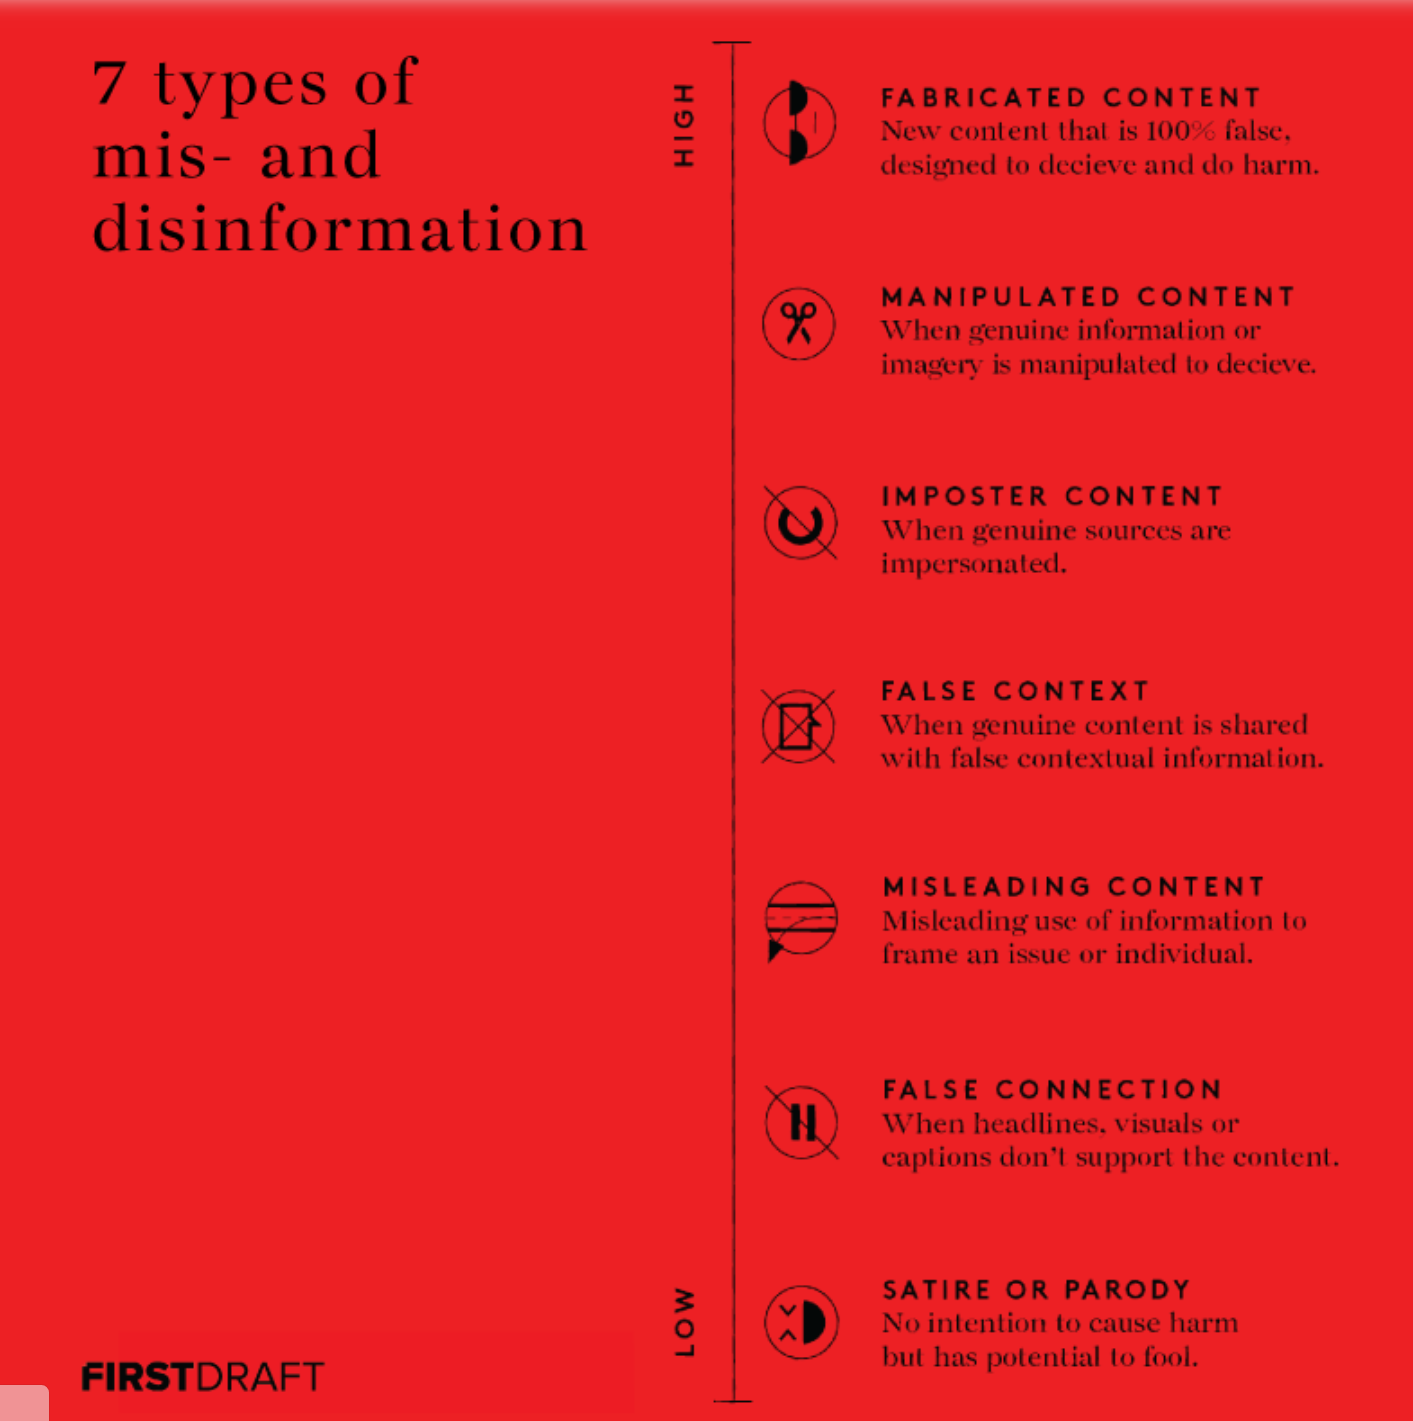 7 types of
mis- and
disinformation
HIGH
FABRICATED CONTENT
New content that is 100% false,
designed to decieve and do harm.
MANIPULATED CONTENT
When genuine information or
imagery is manipulated to decieve.
IMPOSTER CONTENT
When genuine sources are
impersonated.
FALSE CONTEXT
When genuine content is shared
with false contextual information.
MISLEADING CONTENT
Misleading use of information to
frame an issue or individual.
FALSE CONNECTION
When headlines, visuals or
captions don't support the content.
SATIRE OR PARODY
No intention to cause harm
but has potential to fool.
LOW
FIRSTDRAFT